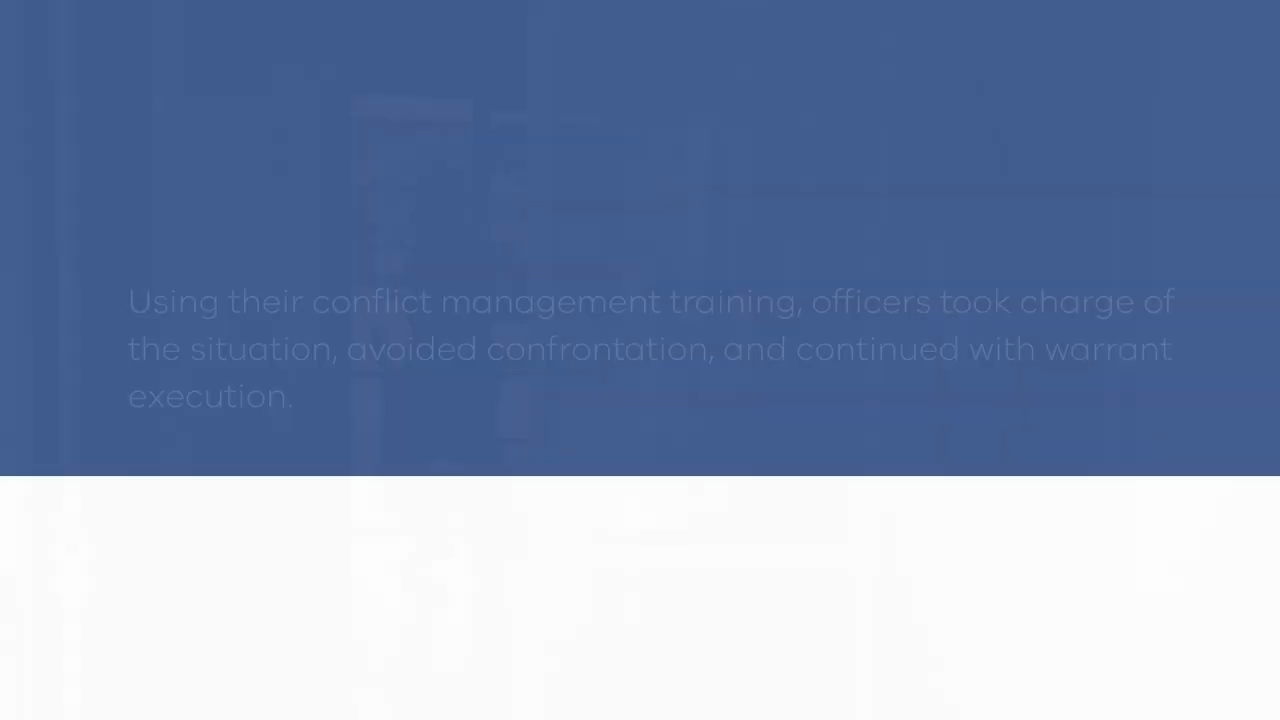 Using their conflict management training, officers took charge of
the situation, avoided confrontation, and continued with warrant
execution.